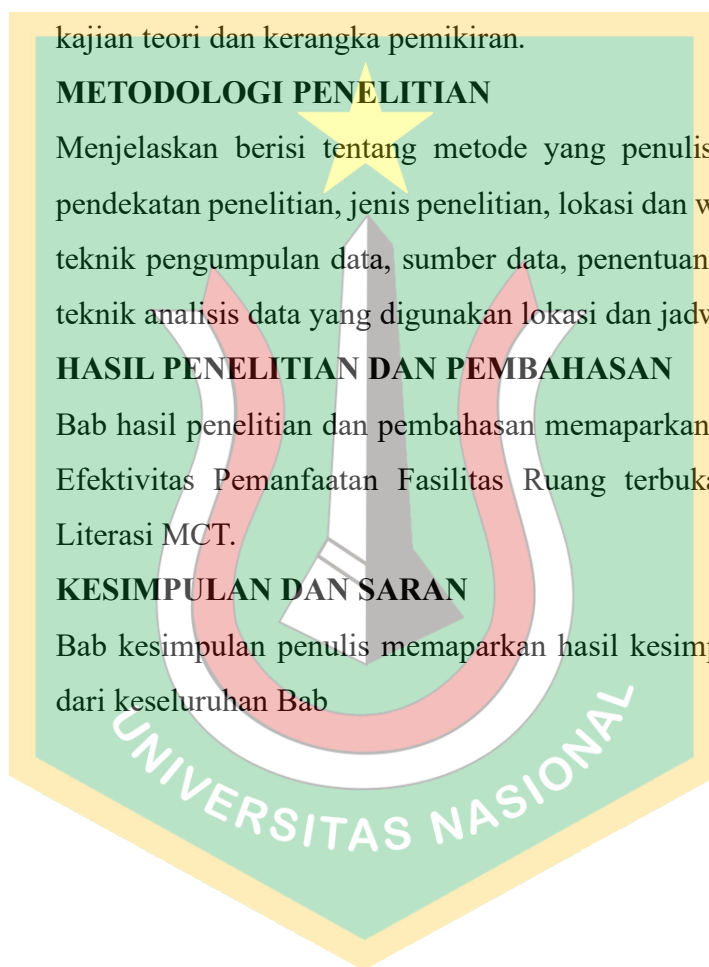 kajian teori dan kerangka pemikiran.
METODOLOGI PENELITIAN
Menjelaskan berisi tentang metode yang penulis
pendekatan penelitian, jenis penelitian, lokasi dan w
teknik pengumpulan data, sumber data, penentuan
teknik analisis data yang digunakan lokasi dan jadw
HASIL PENELITIAN DAN PEMBAHASAN
Bab hasil penelitian dan pembahasan memaparkan
Efektivitas Pemanfaatan Fasilitas Ruang terbuka
Literasi MCT.
KESIMPULAN DAN SARAN
Bab kesimpulan penulis memaparkan hasil kesimp
dari keseluruhan Bab
UNIVERSITAS NASIONAL